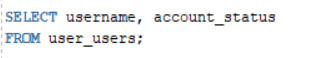 SELECT username, account_status
FROM user_users;